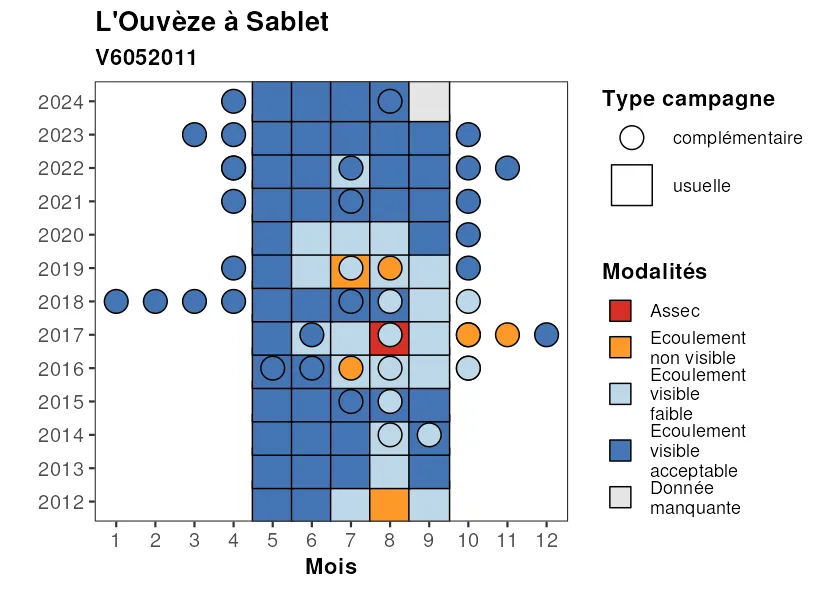 L'Ouvèze à Sablet
V6052011
2024
2023
2022
2021
2020
2019
2018
2017
2016
2015
2014
2013
2012
1 2 3 4 5 6 7 8 9 10 11 12
Mois
Type campagne
complémentaire
usuelle
Modalités
Assec
Ecoulement
non visible
Ecoulement
visible
faible
Ecoulement
visible
acceptable
Donnée
manquante